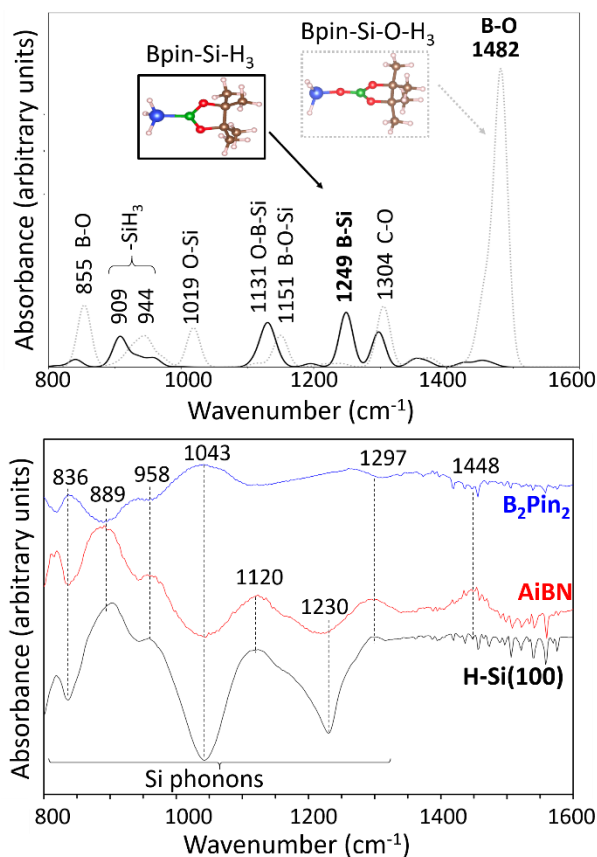 Absorbance (arbitrary units)
Bpin-Si-H3
Bpin-Si-O-H3
B-O
1482
855 B-O
-SiH3
909
944
1019 O-Si
1131 O-B-Si
1151 B-O-Si
1249 B-Si
1304 C-O
800
1000
1200
1400
1600
Wavenumber (cm-1)
Absorbance (arbitrary units)
836
889
958
1043
1297
1448
B2Pin2
AiBN
1120
1230
H-Si(100)
Si phonons
800
1000
1200
1400
1600
Wavenumber (cm-1)